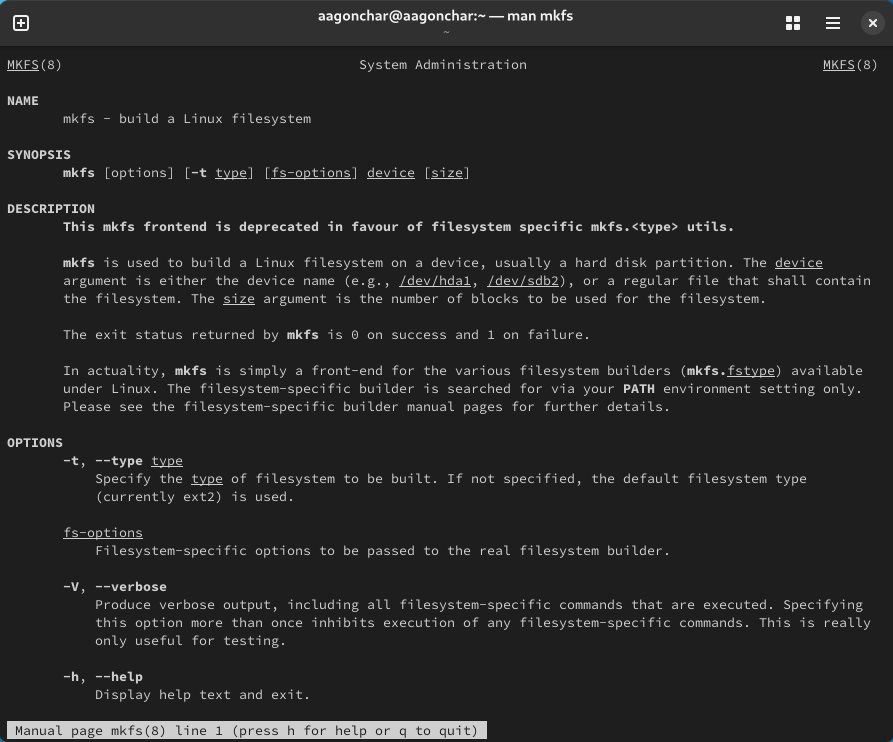 aagonchar@aagonchar:~ — man mkfs
~
MKFS(8) System Administration MKFS(8)
NAME
mkfs - build a Linux filesystem
SYNOPSIS
mkfs [options] [-t type] [fs-options] device [size]
DESCRIPTION
This mkfs frontend is deprecated in favour of filesystem specific mkfs.<type> utils.
mkfs is used to build a Linux filesystem on a device, usually a hard disk partition. The device
argument is either the device name (e.g., /dev/hda1, /dev/sdb2), or a regular file that shall contain
the filesystem. The size argument is the number of blocks to be used for the filesystem.
The exit status returned by mkfs is 0 on success and 1 on failure.
In actuality, mkfs is simply a front-end for the various filesystem builders (mkfs.fstype) available
under Linux. The filesystem-specific builder is searched for via your PATH environment setting only.
Please see the filesystem-specific builder manual pages for further details.
OPTIONS
-t, --type type
Specify the type of filesystem to be built. If not specified, the default filesystem type
(currently ext2) is used.
fs-options
Filesystem-specific options to be passed to the real filesystem builder.
-V, --verbose
Produce verbose output, including all filesystem-specific commands that are executed. Specifying
this option more than once inhibits execution of any filesystem-specific commands. This is really
only useful for testing.
-h, --help
Display help text and exit.
Manual page mkfs(8) line 1 (press h for help or q to quit)